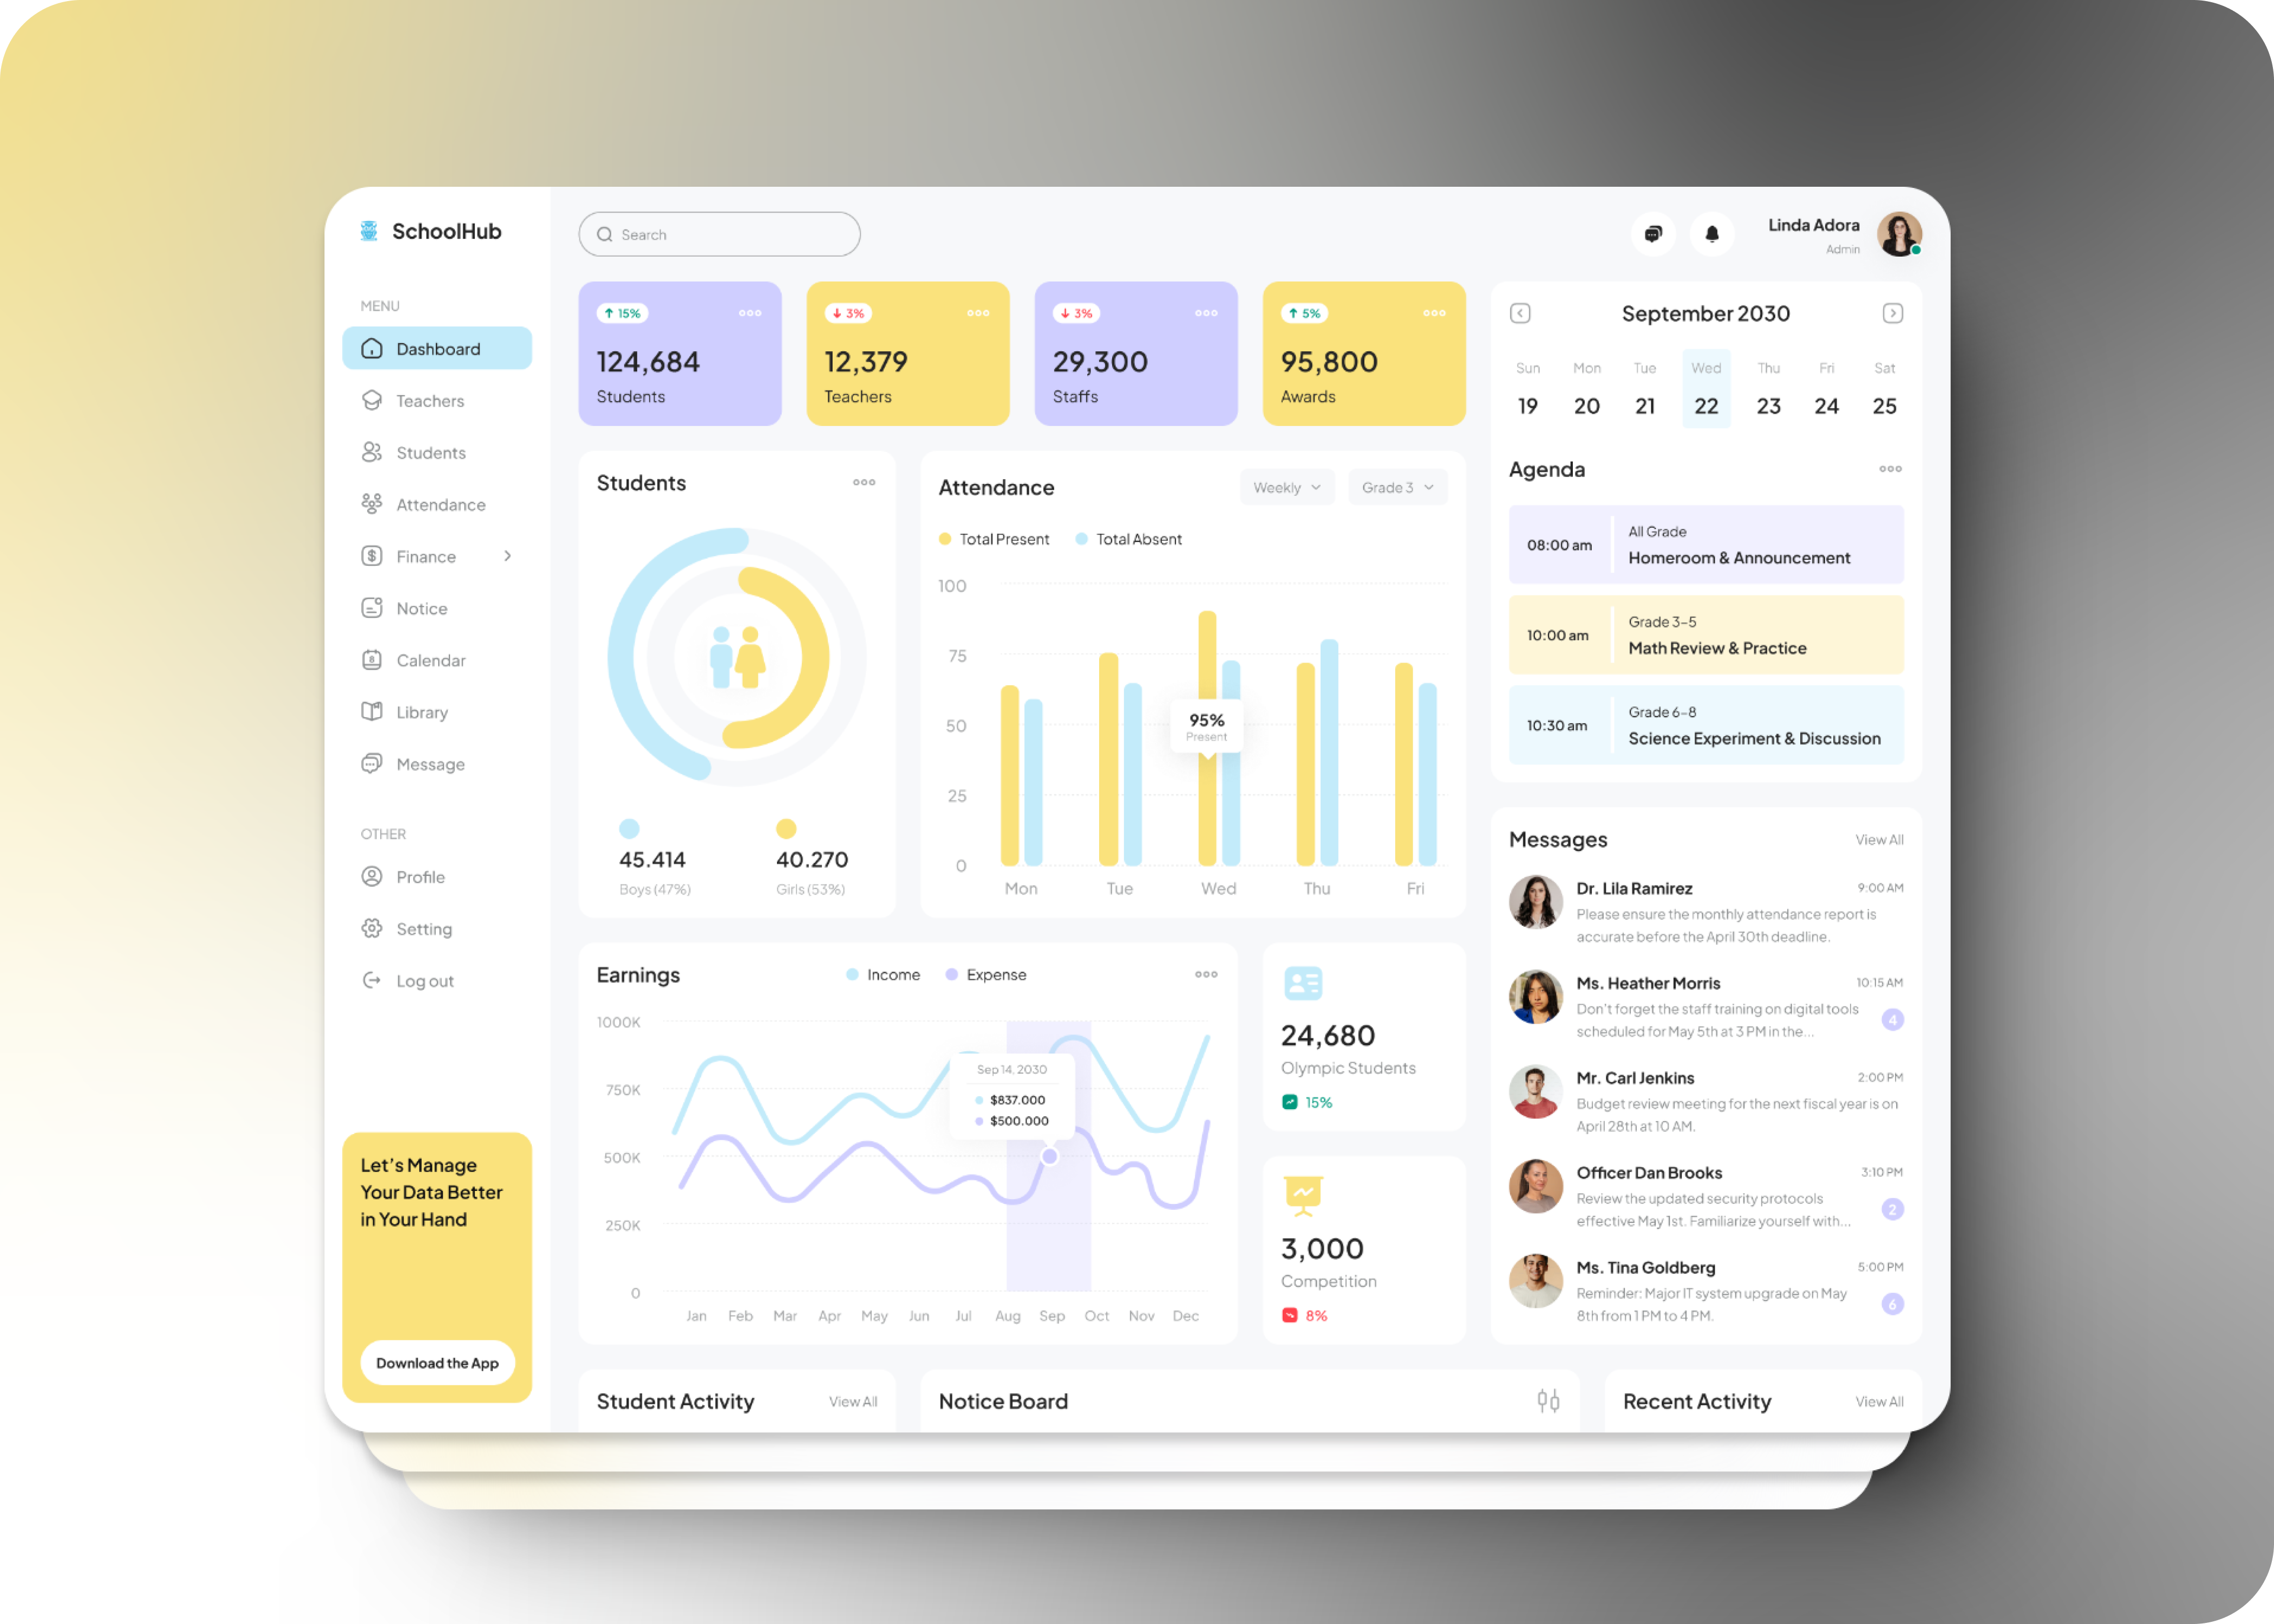 SchoolHub
Search
Linda Adora
Admin
MENU
Dashboard
Teachers
Students
Attendance
Finance
Notice
Calendar
Library
Message
OTHER
Profile
Setting
Log out
Let's Manage
Your Data Better
in Your Hand
Download the App
15%
124,684
Students
3%
12,379
Teachers
3%
29,300
Staffs
5%
95,800
Awards
Students
45.414
Boys (47%)
40.270
Girls (53%)
Attendance
Weekly
Grade 3
Total Present
Total Absent
100
75
50
25
0
95%
Present
Mon Tue Wed Thu Fri
Earnings
Income
Expense
1000K
750K
500K
250K
0
Sep 14, 2030
$837.000
$500.000
Jan Feb Mar Apr May Jun Jul Aug Sep Oct Nov Dec
24,680
Olympic Students
15%
3,000
Competition
8%
September 2030
Sun Mon Tue Wed Thu Fri Sat
19 20 21 22 23 24 25
Agenda
08:00 am
All Grade
Homeroom & Announcement
10:00 am
Grade 3–5
Math Review & Practice
10:30 am
Grade 6–8
Science Experiment & Discussion
Messages
View All
Dr. Lila Ramirez
9:00 AM
Please ensure the monthly attendance report is
accurate before the April 30th deadline.
Ms. Heather Morris
10:15 AM
Don't forget the staff training on digital tools
scheduled for May 5th at 3 PM in the...
4
Mr. Carl Jenkins
2:00 PM
Budget review meeting for the next fiscal year is on
April 28th at 10 AM.
Officer Dan Brooks
3:10 PM
Review the updated security protocols
effective May 1st. Familiarize yourself with...
2
Ms. Tina Goldberg
5:00 PM
Reminder: Major IT system upgrade on May
8th from 1 PM to 4 PM.
6
Student Activity
View All
Notice Board
Recent Activity
View All